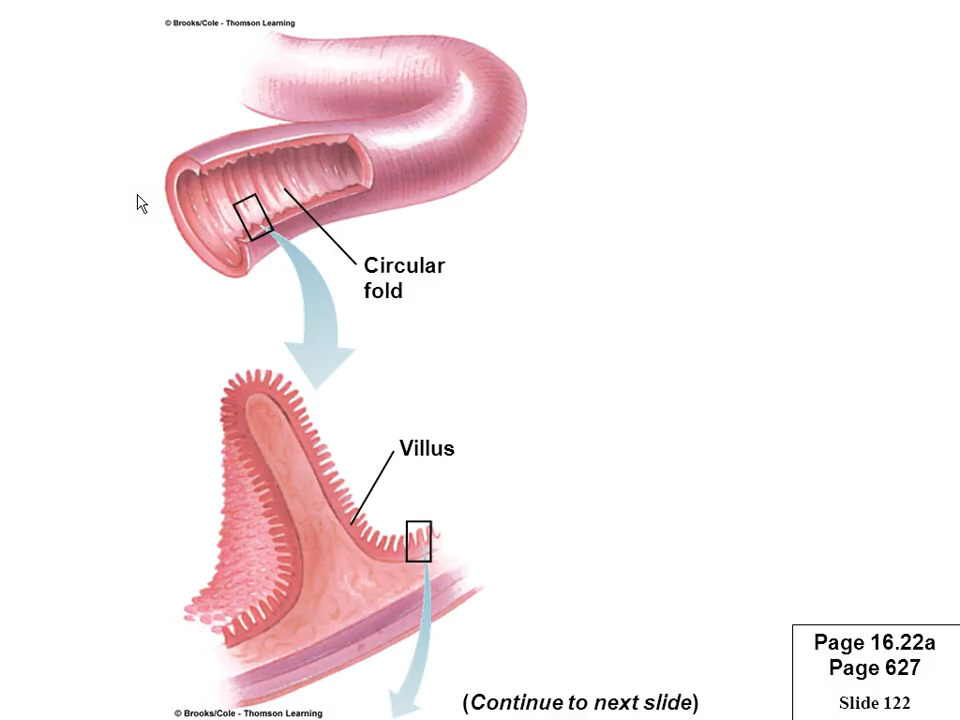 © Brooks/Cole - Thomson Learning
Circular
fold
Villus
Page 16.22a
Page 627
Slide 122
(Continue to next slide)
© Brooks/Cole - Thomson Learning